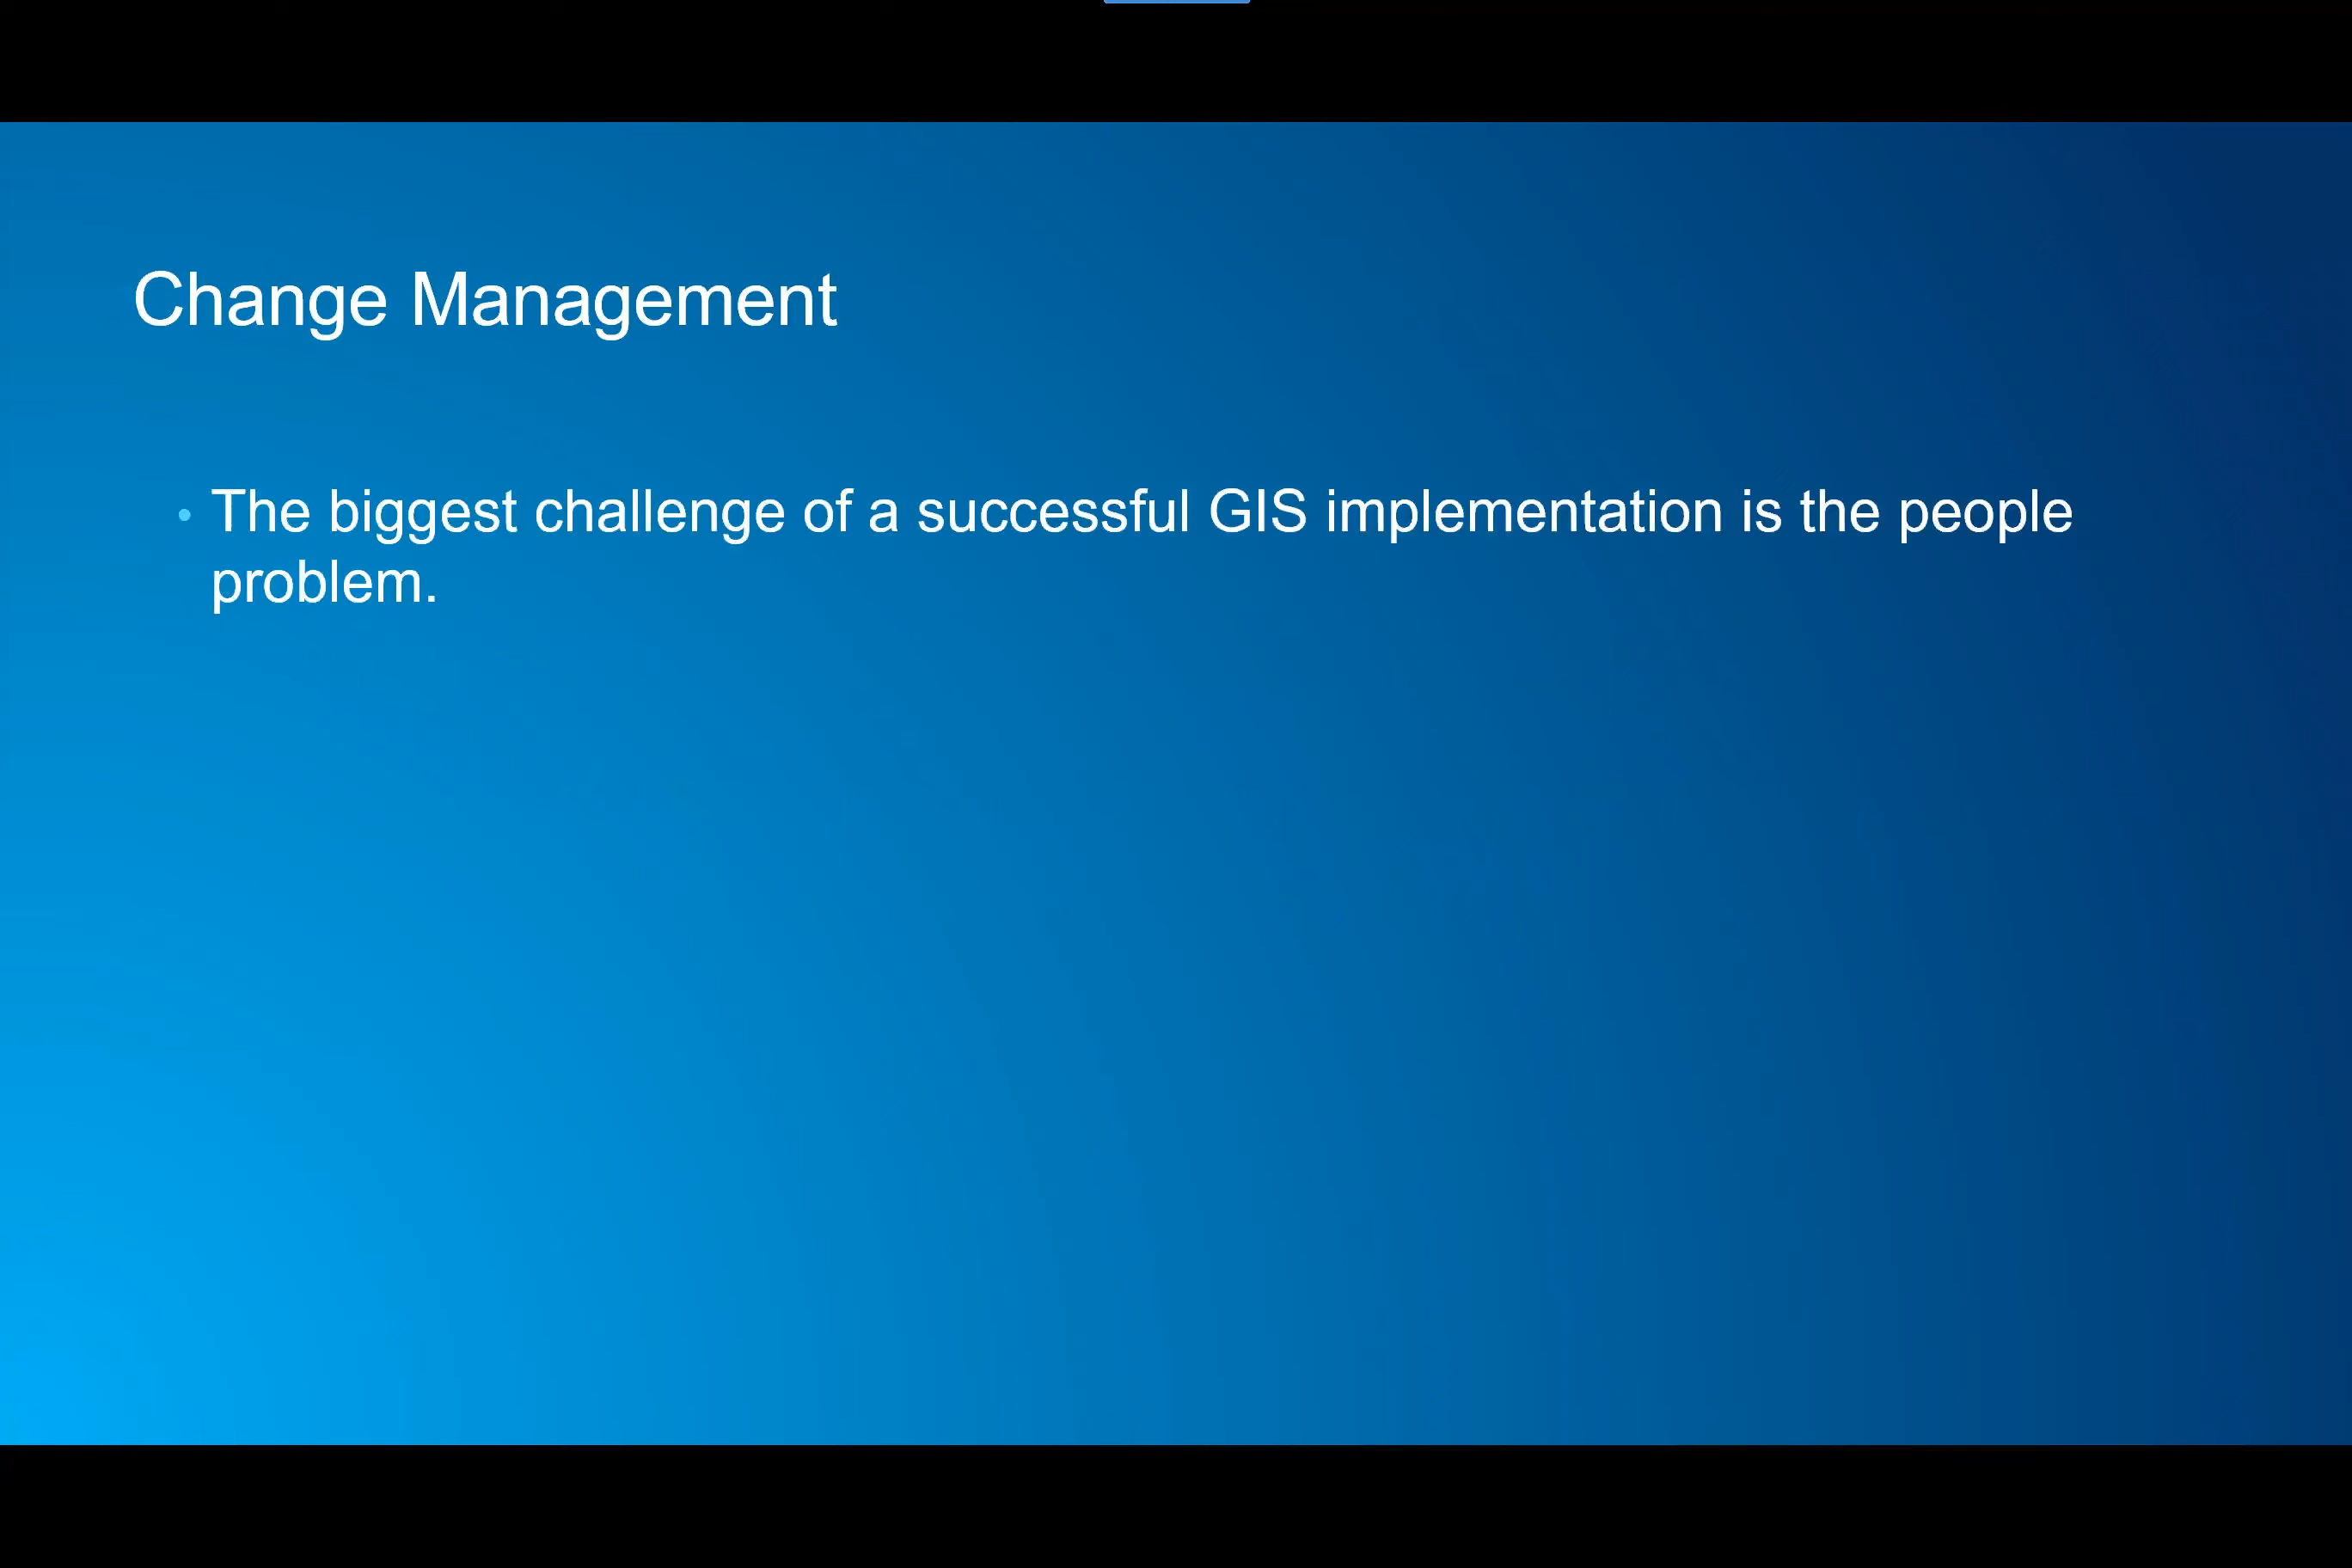 Change Management
• The biggest challenge of a successful GIS implementation is the people
problem.